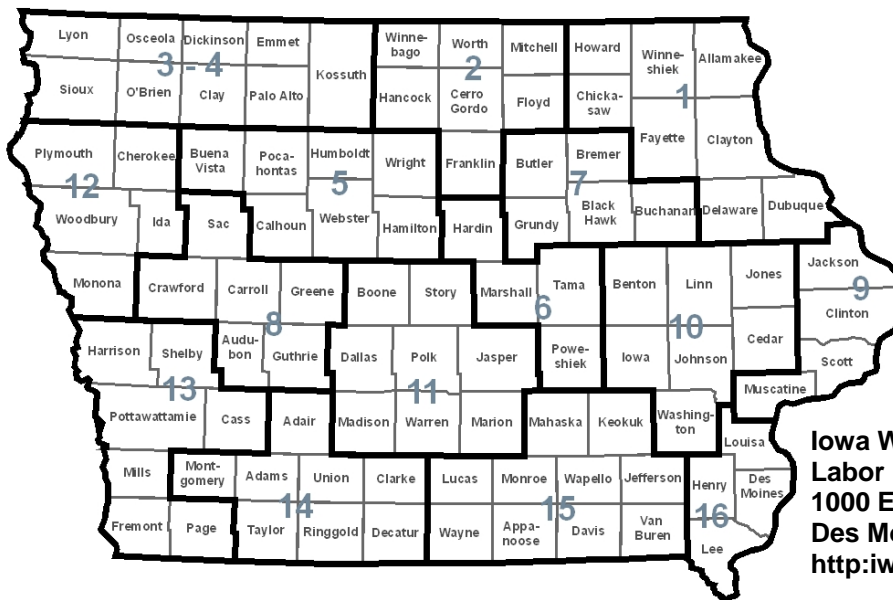 Lyon
Osceola
Dickinson
Emmet
Kossuth
Winne-
bago
Worth
Mitchell
Howard
Winne-
shiek
Allamakee
3 - 4
2
1
Sioux
O'Brien
Clay
Palo Alto
Hancock
Cerro
Gordo
Floyd
Chicka-
saw
Fayette
Clayton
Plymouth
Cherokee
Buena
Vista
Poca-
hontas
Humboldt
Wright
Franklin
Butler
Bremer
12
5
7
Woodbury
Ida
Sac
Calhoun
Webster
Hamilton
Hardin
Grundy
Black
Hawk
Buchanan
Delaware
Dubuque
Monona
Crawford
Carroll
Greene
Boone
Story
Marshall
Tama
Benton
Linn
Jones
Jackson
8
6
10
9
Clinton
Harrison
Shelby
Audu-
bon
Guthrie
Dallas
Polk
Jasper
Powe-
shiek
Iowa
Johnson
Cedar
Scott
13
11
Muscatine
Pottawattamie
Cass
Adair
Madison
Warren
Marion
Mahaska
Keokuk
Washing-
ton
Louisa
Mills
Mont-
gomery
Adams
Union
Clarke
Lucas
Monroe
Wapello
Jefferson
Henry
Des
Moines
14
15
16
Fremont
Page
Taylor
Ringgold
Decatur
Wayne
Appa-
noose
Davis
Van
Buren
Lee
Iowa W
Labor
1000 E
Des Mo
http:iw